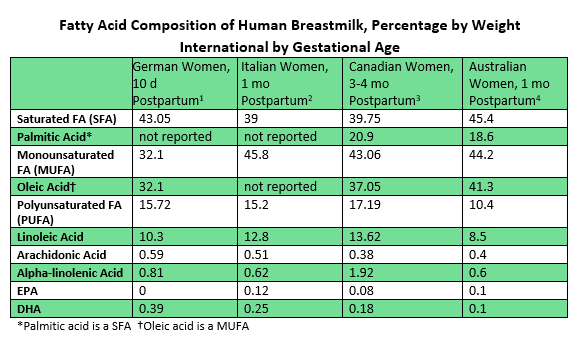 Fatty Acid Composition of Human Breastmilk, Percentage by Weight
International by Gestational Age
German Women, 10 d Postpartum1 Italian Women, 1 mo Postpartum2 Canadian Women, 3-4 mo Postpartum3 Australian Women, 1 mo Postpartum4
Saturated FA (SFA) 43.05 39 39.75 45.4
Palmitic Acid* not reported not reported 20.9 18.6
Monounsaturated FA (MUFA) 32.1 45.8 43.06 44.2
Oleic Acid† 32.1 not reported 37.05 41.3
Polyunsaturated FA (PUFA) 15.72 15.2 17.19 10.4
Linoleic Acid 10.3 12.8 13.62 8.5
Arachidonic Acid 0.59 0.51 0.38 0.4
Alpha-linolenic Acid 0.81 0.62 1.92 0.6
EPA 0 0.12 0.08 0.1
DHA 0.39 0.25 0.18 0.1
*Palmitic acid is a SFA †Oleic acid is a MUFA